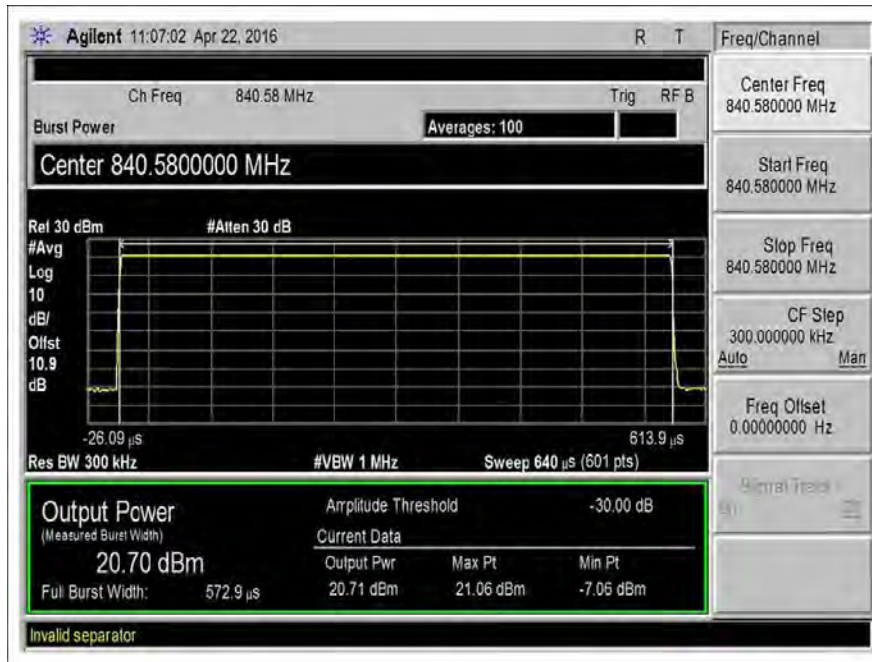 Agilent 11:07:02 Apr 22, 2016 R T
Freq/Channel
Ch Freq 840.58 MHz Trig RF B
Burst Power Averages: 100
Center 840.5800000 MHz
Ref 30 dBm #Atten 30 dB
#Avg
Log
10
dB/
Offst
10.9
dB
-26.09 µs 613.9 µs
Res BW 300 kHz #VBW 1 MHz Sweep 640 µs (601 pts)
Output Power
(Measured Burst Width)
20.70 dBm
Full Burst Width: 572.9 µs
Amplitude Threshold -30.00 dB
Current Data
Output Pwr Max Pt Min Pt
20.71 dBm 21.06 dBm -7.06 dBm
Invalid separator
Center Freq
840.580000 MHz
Start Freq
840.580000 MHz
Stop Freq
840.580000 MHz
CF Step
300.000000 kHz
Auto Man
Freq Offset
0.00000000 Hz
Signal Track